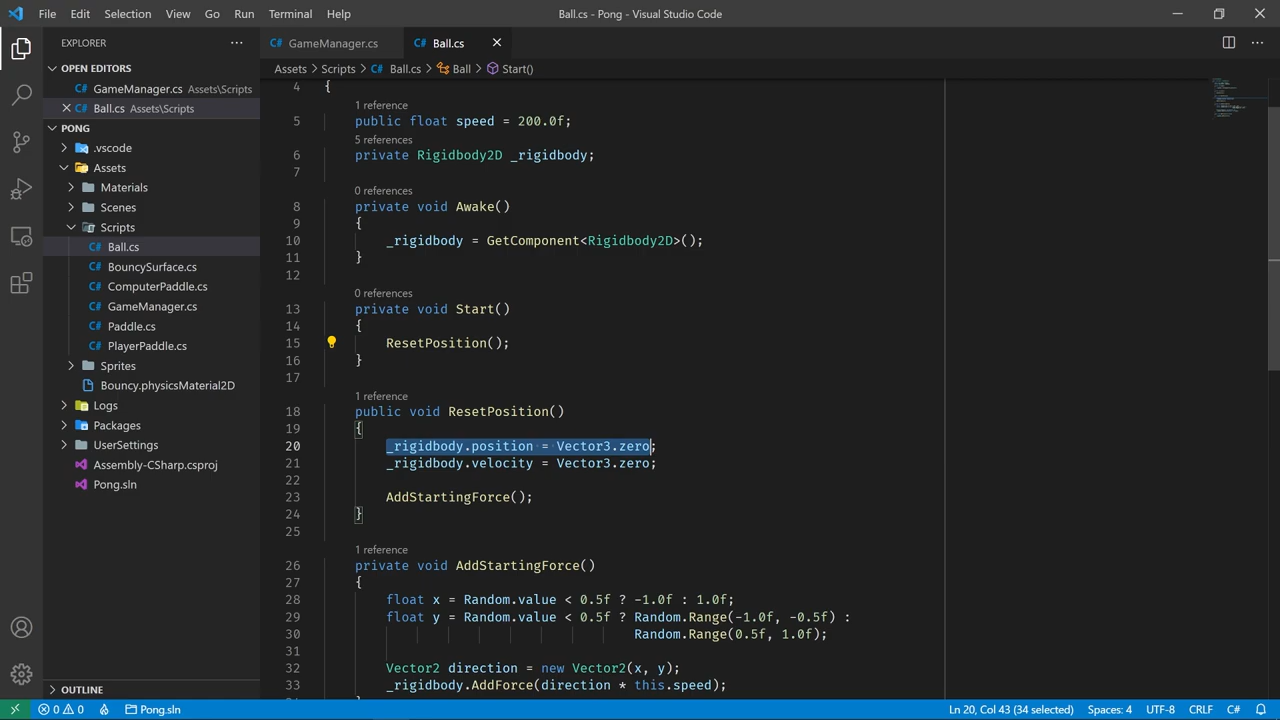 File Edit Selection View Go Run Terminal Help Ball.cs - Pong - Visual Studio Code
EXPLORER
OPEN EDITORS
C# GameManager.cs Assets\Scripts
C# Ball.cs Assets\Scripts
PONG
.vscode
Assets
Materials
Scenes
Scripts
C# Ball.cs
C# BouncySurface.cs
C# ComputerPaddle.cs
C# GameManager.cs
C# Paddle.cs
C# PlayerPaddle.cs
Sprites
Bouncy.physicsMaterial2D
Logs
Packages
UserSettings
Assembly-CSharp.csproj
Pong.sln
OUTLINE
C# GameManager.cs C# Ball.cs
Assets > Scripts > C# Ball.cs > Ball > Start()
4 {
1 reference
5 public float speed = 200.0f;
5 references
6 private Rigidbody2D _rigidbody;
7
0 references
8 private void Awake()
9 {
10 _rigidbody = GetComponent<Rigidbody2D>();
11 }
12
0 references
13 private void Start()
14 {
15 ResetPosition();
16 }
17
1 reference
18 public void ResetPosition()
19 {
20 _rigidbody.position = Vector3.zero;
21 _rigidbody.velocity = Vector3.zero;
22
23 AddStartingForce();
24 }
25
1 reference
26 private void AddStartingForce()
27 {
28 float x = Random.value < 0.5f ? -1.0f : 1.0f;
29 float y = Random.value < 0.5f ? Random.Range(-1.0f, -0.5f) :
30 Random.Range(0.5f, 1.0f);
31
32 Vector2 direction = new Vector2(x, y);
33 _rigidbody.AddForce(direction * this.speed);
0 0 Pong.sln Ln 20, Col 43 (34 selected) Spaces: 4 UTF-8 CRLF C#